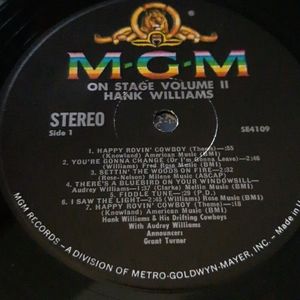 M·G·M
ON STAGE VOLUME II
HANK WILLIAMS
STEREO
Side 1
SE4109
1. HAPPY ROVIN' COWBOY (Theme) :55
(Knowland) American Music (BMI)
2. YOU'RE GONNA CHANGE (Or I'm Gonna Leave) -2:45
(Williams) Fred Rose Music (BMI)
3. SETTIN' THE WOODS ON FIRE -2:32
(Rose-Nelson) Milene Music (ASCAP)
4. THERE'S A BLUEBIRD ON YOUR WINDOWSILL-
Audrey Williams -1:37 (Clarke) Mellin Music (BMI)
5. FIDDLE TUNE -:29 (P.D.)
6. I SAW THE LIGHT-2:46 (Williams) Rose Music (BMI)
7. HAPPY ROVIN' COWBOY (Theme) :
(Knowland) American Music (BMI)
Hank Williams & His Drifting Cowboys
With Audrey Williams
Announcers
Grant Turner
MGM RECORDS - A DIVISION OF METRO-GOLDWYN-MAYER, INC. - Made in